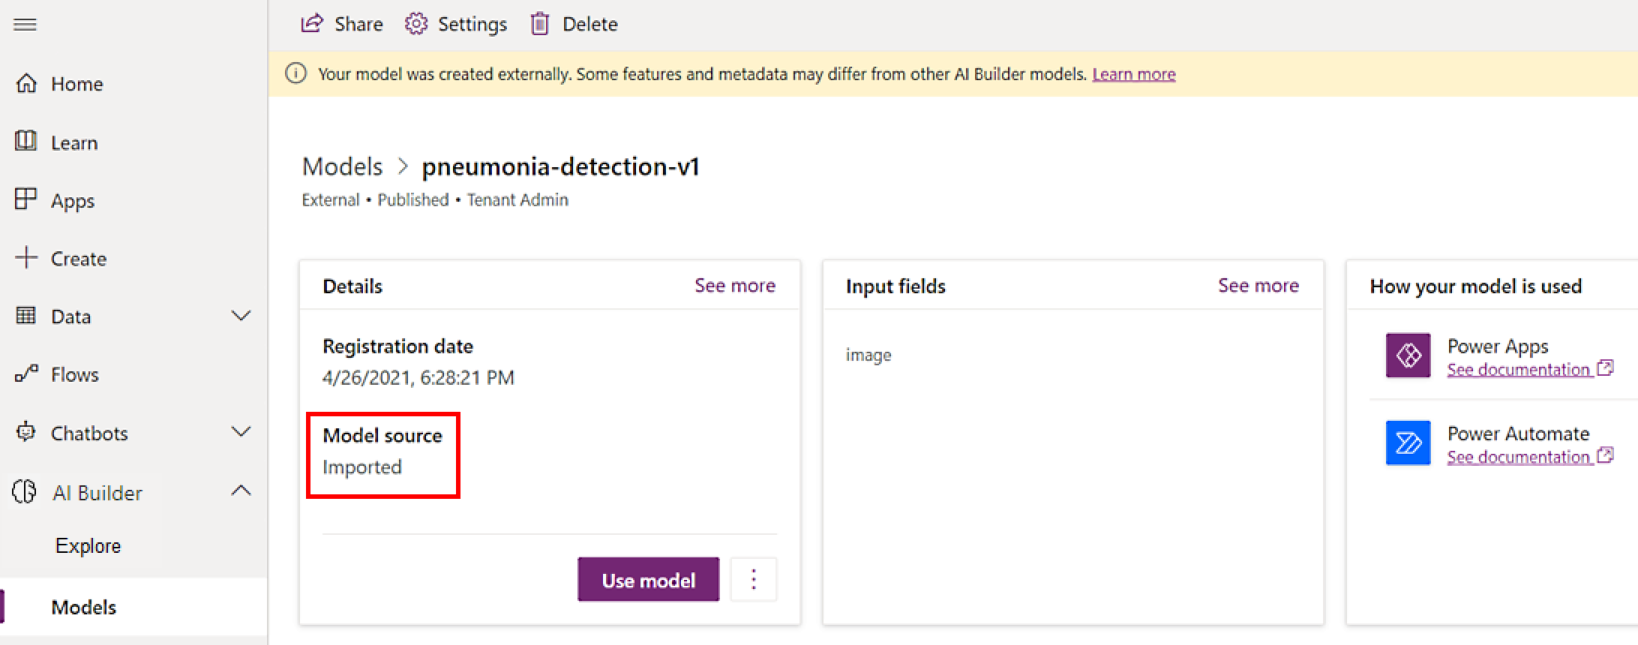 Share Settings Delete
Your model was created externally. Some features and metadata may differ from other AI Builder models. Learn more
Home
Learn
Apps
Create
Data
Flows
Chatbots
AI Builder
Explore
Models
Models > pneumonia-detection-v1
External • Published • Tenant Admin
Details See more
Registration date
4/26/2021, 6:28:21 PM
Model source
Imported
Use model
Input fields See more
image
How your model is used
Power Apps
See documentation
Power Automate
See documentation